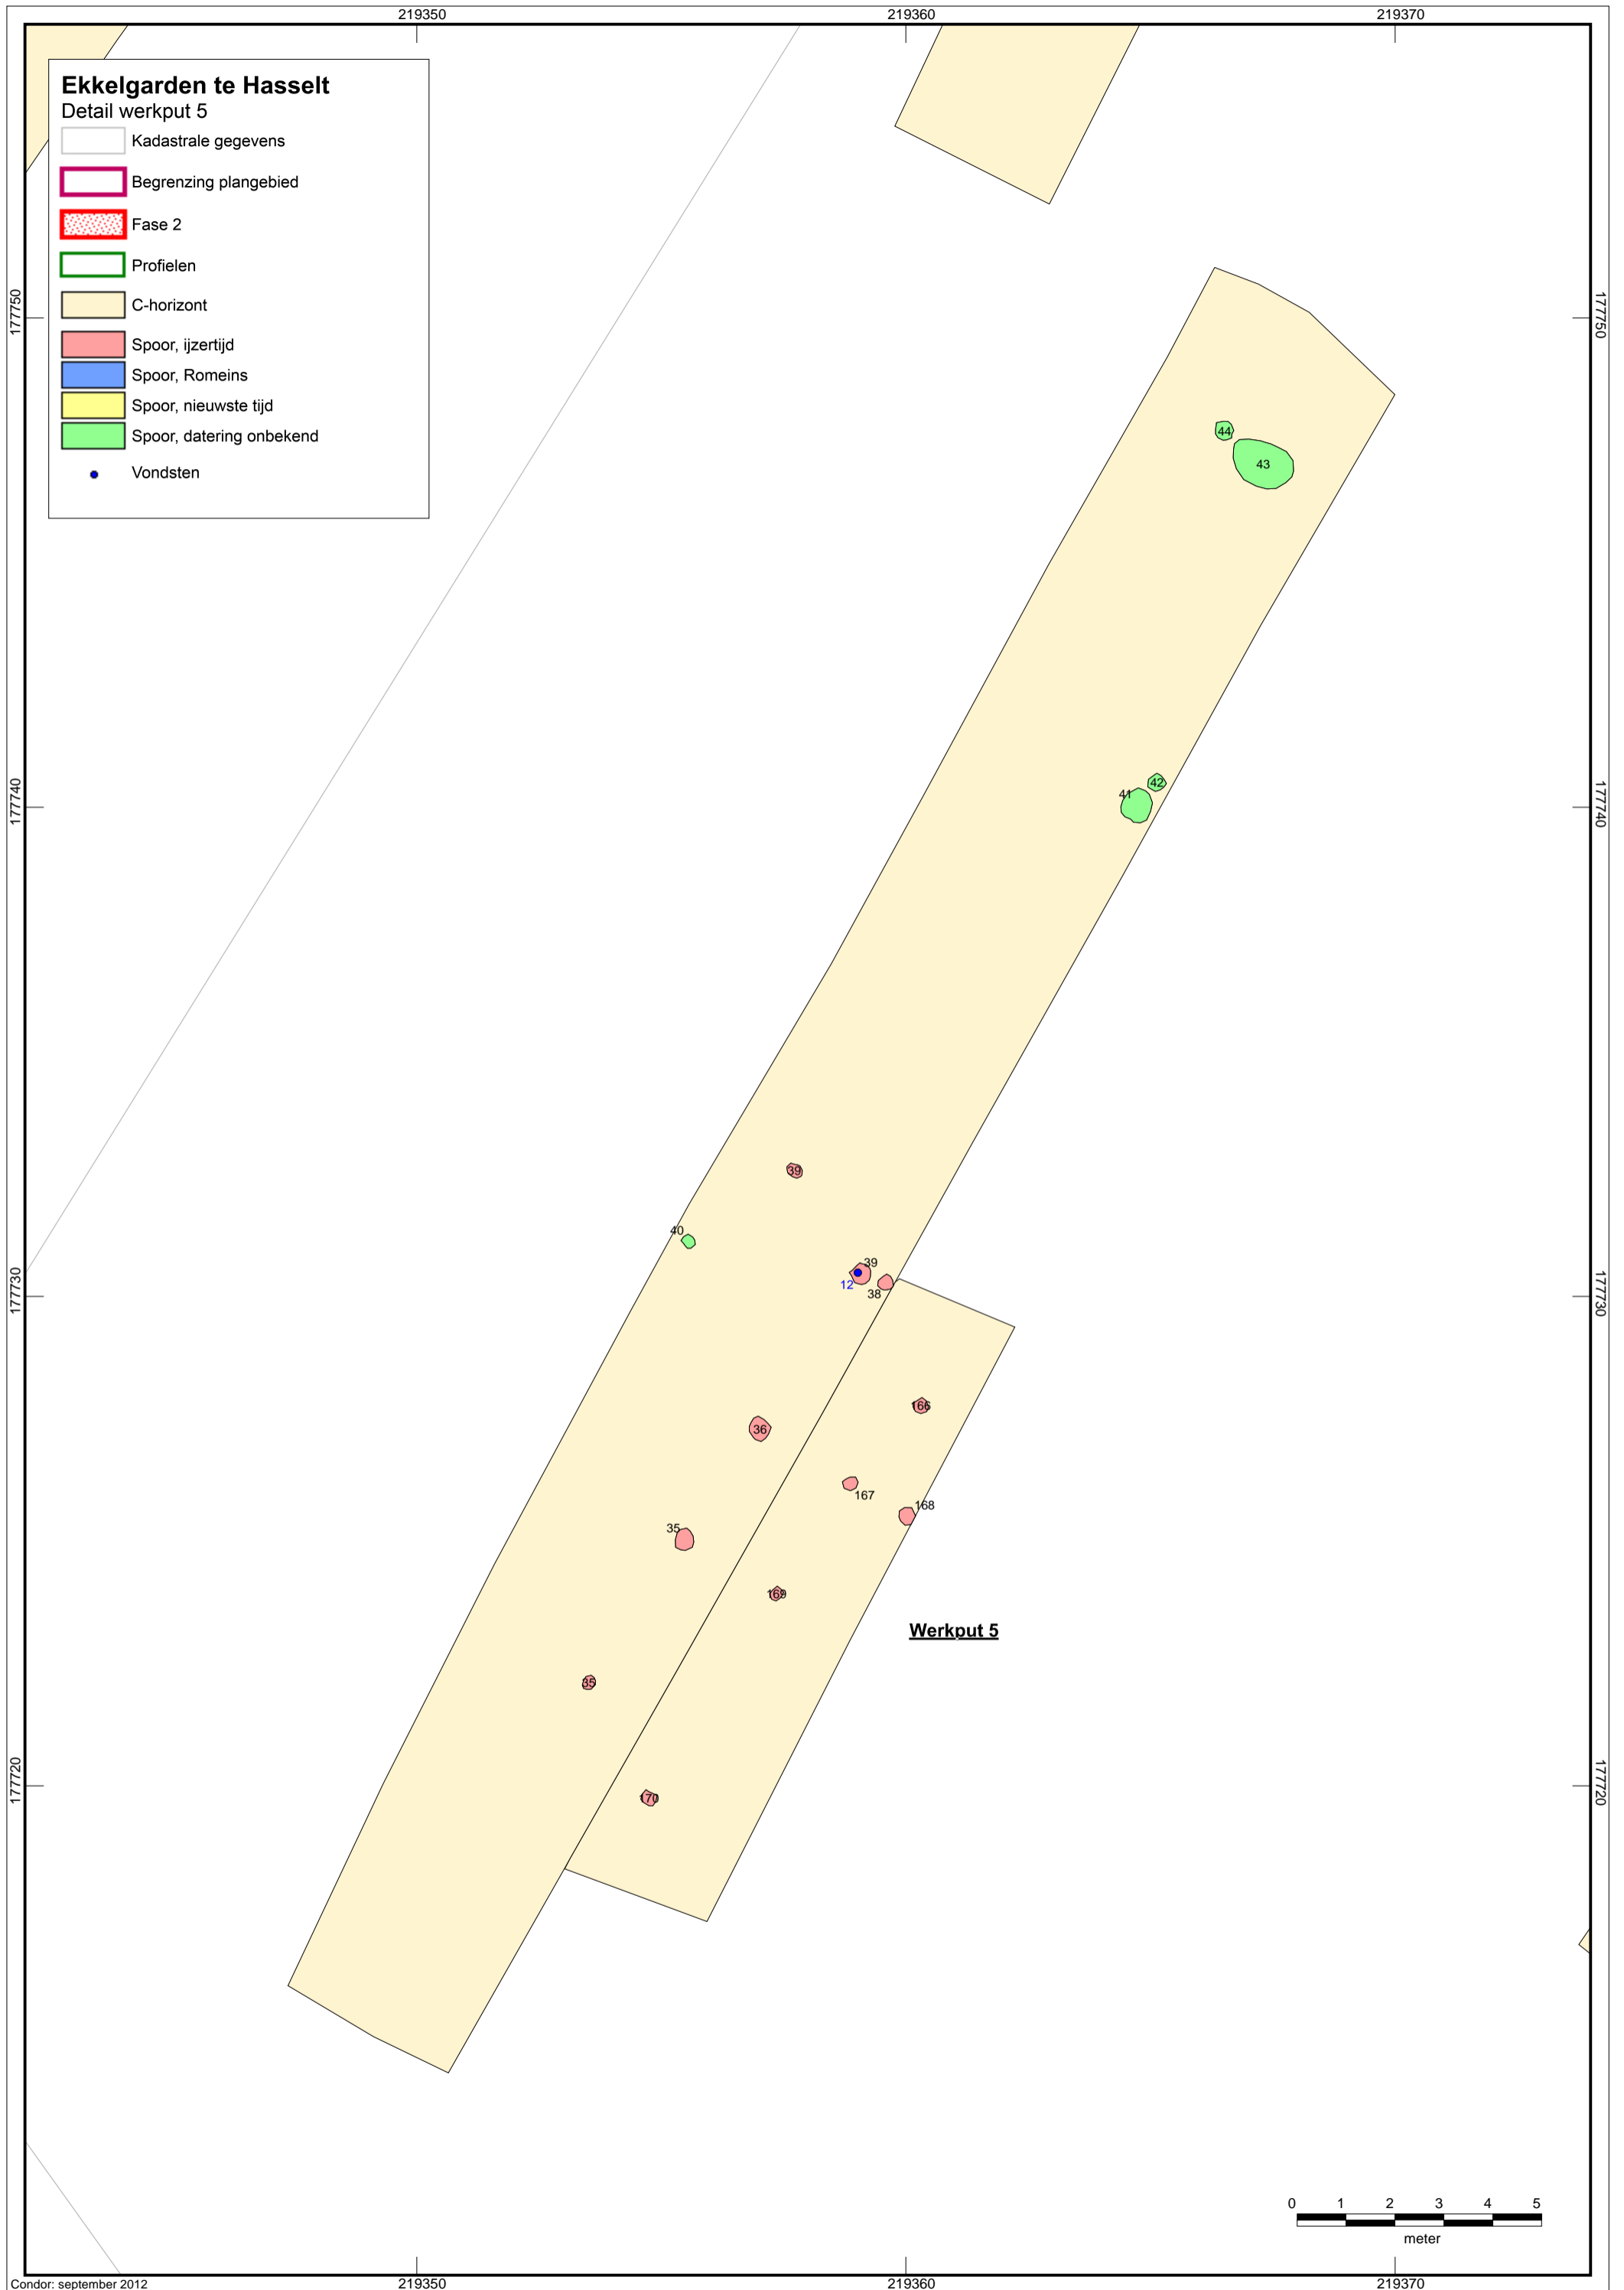 219350
219360
219370
Ekkelgarden te Hasselt
Detail werkput 5
Kadastrale gegevens
Begrenzing plangebied
Fase 2
Profielen
C-horizont
Spoor, ijzertijd
Spoor, Romeins
Spoor, nieuwste tijd
Spoor, datering onbekend
Vondsten
177750
177750
44
43
177740
177740
42
41
39
40
39
12
38
177730
177730
166
36
167
168
35
169
Werkput 5
35
177720
177720
170
0 1 2 3 4 5
meter
Condor: september 2012
219350
219360
219370